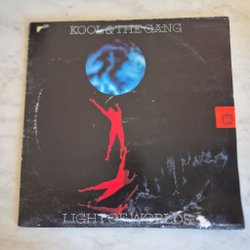 KOOL & THE GANG
LIGHT OF WORLDS